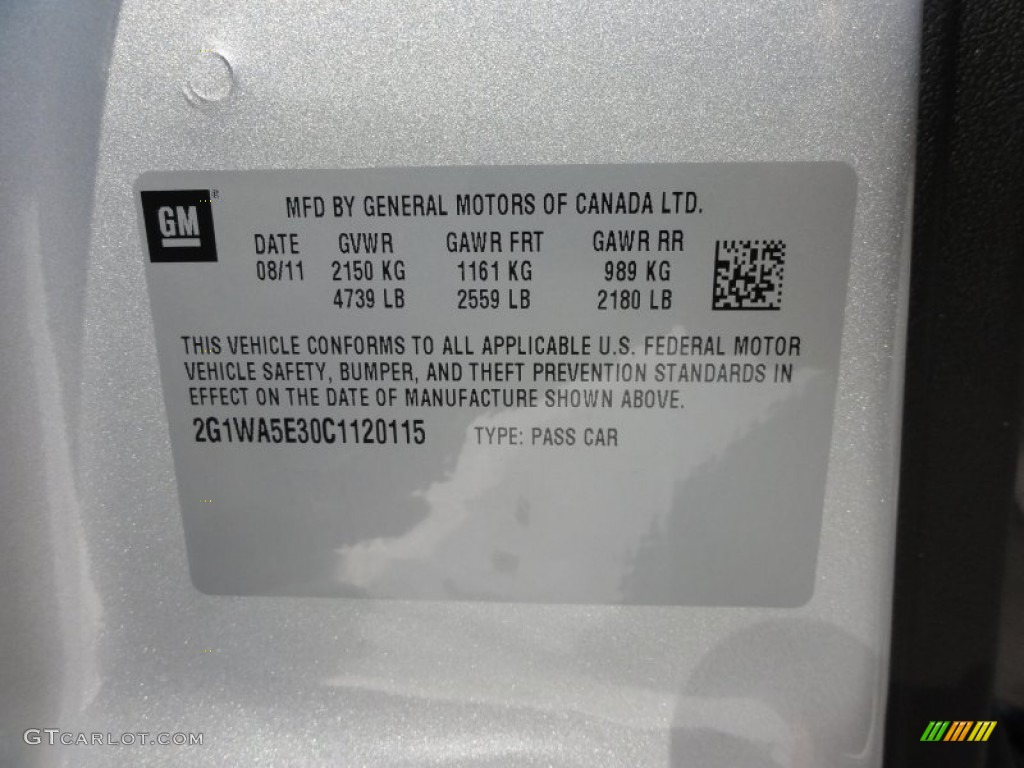 GM®
MFD BY GENERAL MOTORS OF CANADA LTD.
DATE GVWR GAWR FRT GAWR RR
08/11 2150 KG 1161 KG 989 KG
4739 LB 2559 LB 2180 LB
THIS VEHICLE CONFORMS TO ALL APPLICABLE U.S. FEDERAL MOTOR
VEHICLE SAFETY, BUMPER, AND THEFT PREVENTION STANDARDS IN
EFFECT ON THE DATE OF MANUFACTURE SHOWN ABOVE.
2G1WA5E30C1120115 TYPE: PASS CAR
GTCARLOT.COM